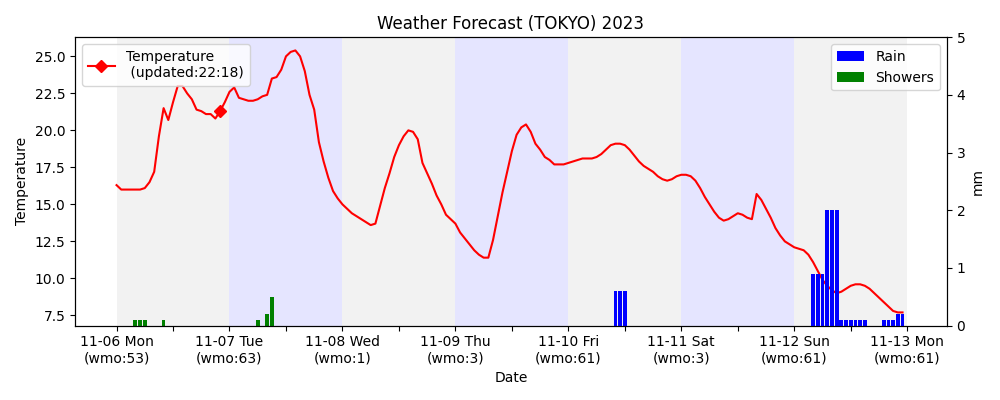 Weather Forecast (TOKYO) 2023
Temperature
(updated:22:18)
Rain
Showers
Temperature
25.0
22.5
20.0
17.5
15.0
12.5
10.0
7.5
5
4
3
2
1
0
mm
11-06 Mon
(wmo:53)
11-07 Tue
(wmo:63)
11-08 Wed
(wmo:1)
11-09 Thu
(wmo:3)
11-10 Fri
(wmo:61)
11-11 Sat
(wmo:3)
11-12 Sun
(wmo:61)
11-13 Mon
(wmo:61)
Date